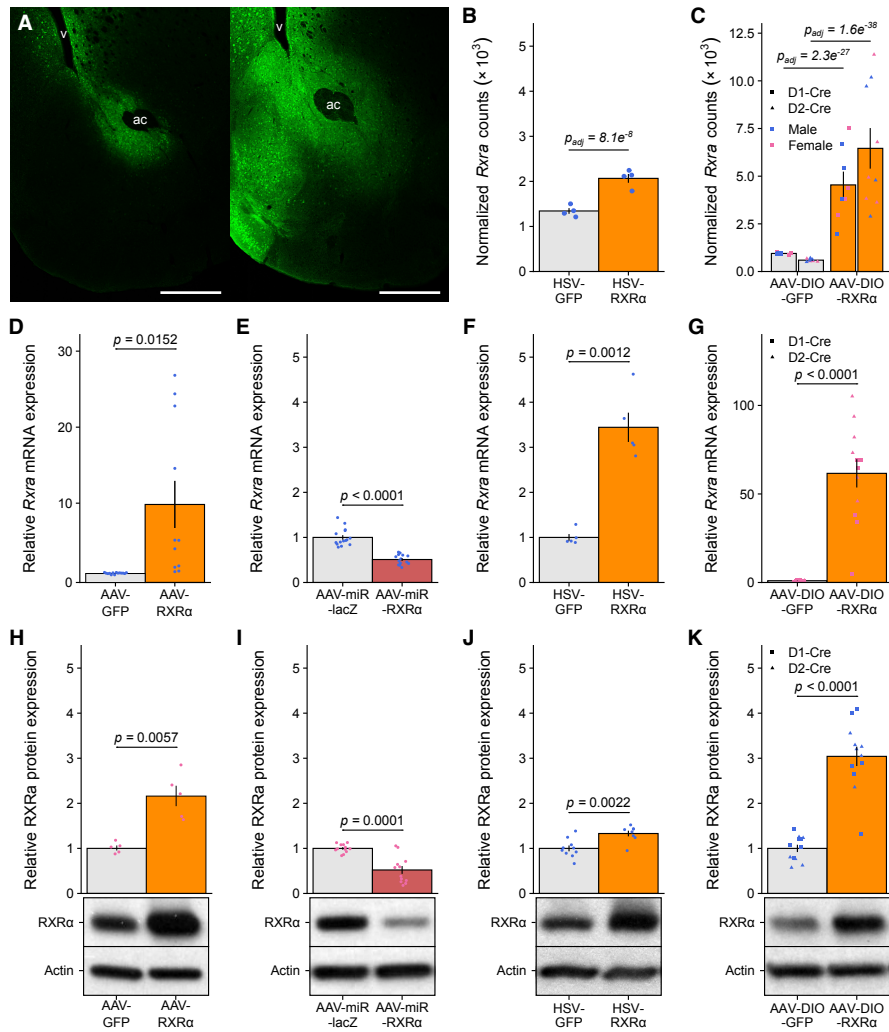 A
v
ac
v
ac
B
Normalized Rxra counts (× 10³)
4
3
2
1
0
p_adj = 8.1e⁻⁸
HSV-
GFP
HSV-
RXRα
C
Normalized Rxra counts (× 10³)
12.5
10.0
7.5
5.0
2.5
0.0
p_adj = 1.6e⁻³⁸
p_adj = 2.3e⁻²⁷
D1-Cre
D2-Cre
Male
Female
AAV-DIO
-GFP
AAV-DIO
-RXRα
D
Relative Rxra mRNA expression
30
20
10
0
p = 0.0152
AAV-
GFP
AAV-
RXRα
E
Relative Rxra mRNA expression
5
4
3
2
1
0
p < 0.0001
AAV-miR
-lacZ
AAV-miR
-RXRα
F
Relative Rxra mRNA expression
5
4
3
2
1
0
p = 0.0012
HSV-
GFP
HSV-
RXRα
G
Relative Rxra mRNA expression
100
50
0
D1-Cre
D2-Cre
p < 0.0001
AAV-DIO
-GFP
AAV-DIO
-RXRα
H
Relative RXRa protein expression
5
4
3
2
1
0
p = 0.0057
RXRα
Actin
AAV-
GFP
AAV-
RXRα
I
Relative RXRa protein expression
5
4
3
2
1
0
p = 0.0001
RXRα
Actin
AAV-miR
-lacZ
AAV-miR
-RXRα
J
Relative RXRa protein expression
5
4
3
2
1
0
p = 0.0022
RXRα
Actin
HSV-
GFP
HSV-
RXRα
K
Relative RXRa protein expression
5
4
3
2
1
0
D1-Cre
D2-Cre
p < 0.0001
RXRα
Actin
AAV-DIO
-GFP
AAV-DIO
-RXRα